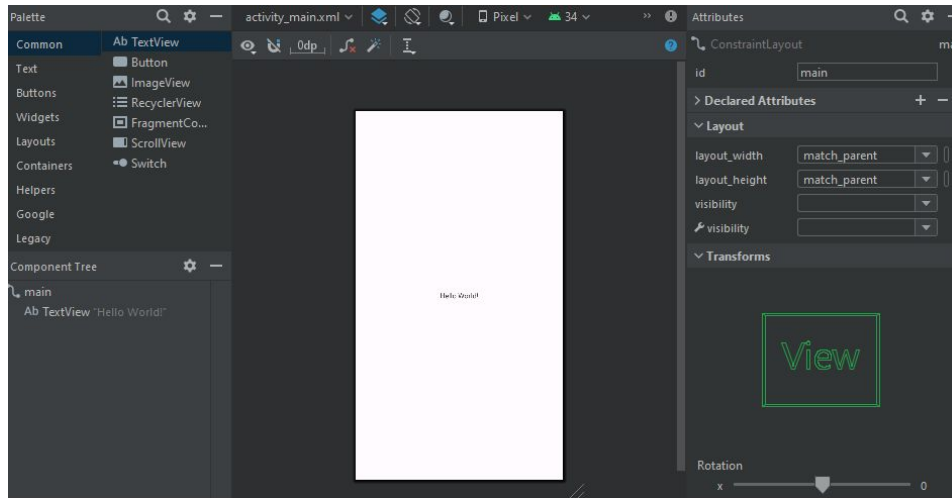 Palette
Common
Text
Buttons
Widgets
Layouts
Containers
Helpers
Google
Legacy
Ab TextView
Button
ImageView
RecyclerView
FragmentCo...
ScrollView
Switch
Component Tree
main
Ab TextView "Hello World!"
activity_main.xml
Pixel
34
0dp
Hello World!
Attributes
ConstraintLayout
id main
Declared Attributes
Layout
layout_width match_parent
layout_height match_parent
visibility
visibility
Transforms
View
Rotation
x 0